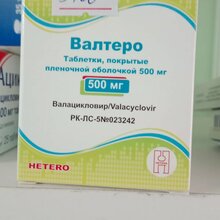 Валтеро
Таблетки, покрытые
пленочной оболочкой 500 мг
500 мг
Валацикловир/Valacyclovir
РК-ЛС-5№023242
HETERO